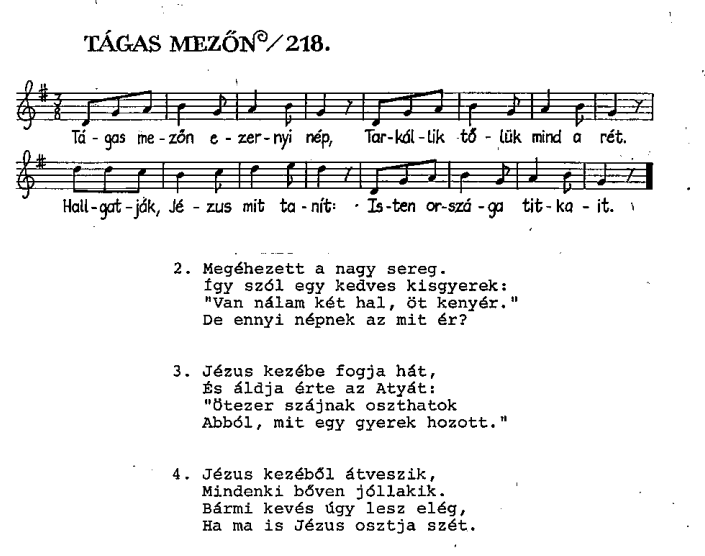 TÁGAS MEZŐN/218.
3
8
Tá-gas me-zőn e-zer-nyi nép, Tar-kál-lik tő-lük mind a rét.
Hall-gat-ják, Jé-zus mit ta-nít: Is-ten or-szá-ga tit-ka-it.
2. Megéhezett a nagy sereg.
Így szól egy kedves kisgyerek:
"Van nálam két hal, öt kenyér."
De ennyi népnek az mit ér?
3. Jézus kezébe fogja hát,
És áldja érte az Atyát:
"Ötezer szájnak oszthatok
Abból, mit egy gyerek hozott."
4. Jézus kezéből átveszik,
Mindenki bőven jóllakik.
Bármi kevés úgy lesz elég,
Ha ma is Jézus osztja szét.